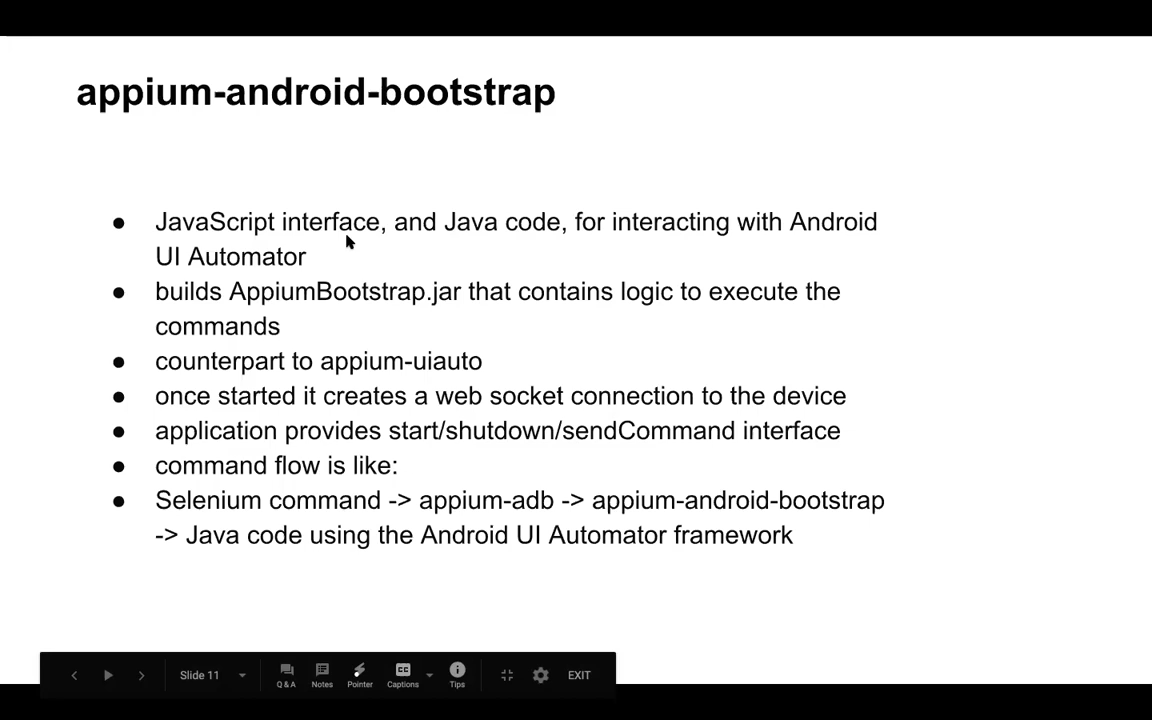 appium-android-bootstrap
● JavaScript interface, and Java code, for interacting with Android
UI Automator
● builds AppiumBootstrap.jar that contains logic to execute the
commands
● counterpart to appium-uiauto
● once started it creates a web socket connection to the device
● application provides start/shutdown/sendCommand interface
● command flow is like:
● Selenium command -> appium-adb -> appium-android-bootstrap
-> Java code using the Android UI Automator framework
Slide 11
Q & A
Notes
Pointer
CC
Captions
Tips
EXIT